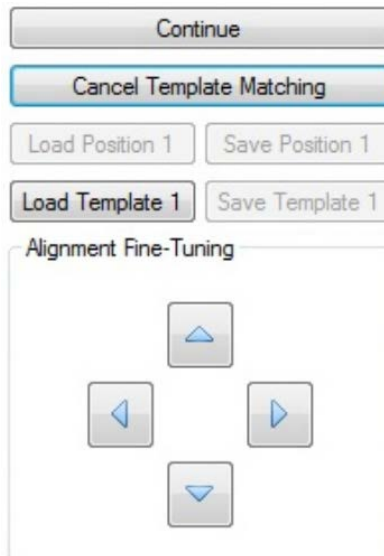 Continue
Cancel Template Matching
Load Position 1 Save Position 1
Load Template 1 Save Template 1
Alignment Fine-Tuning